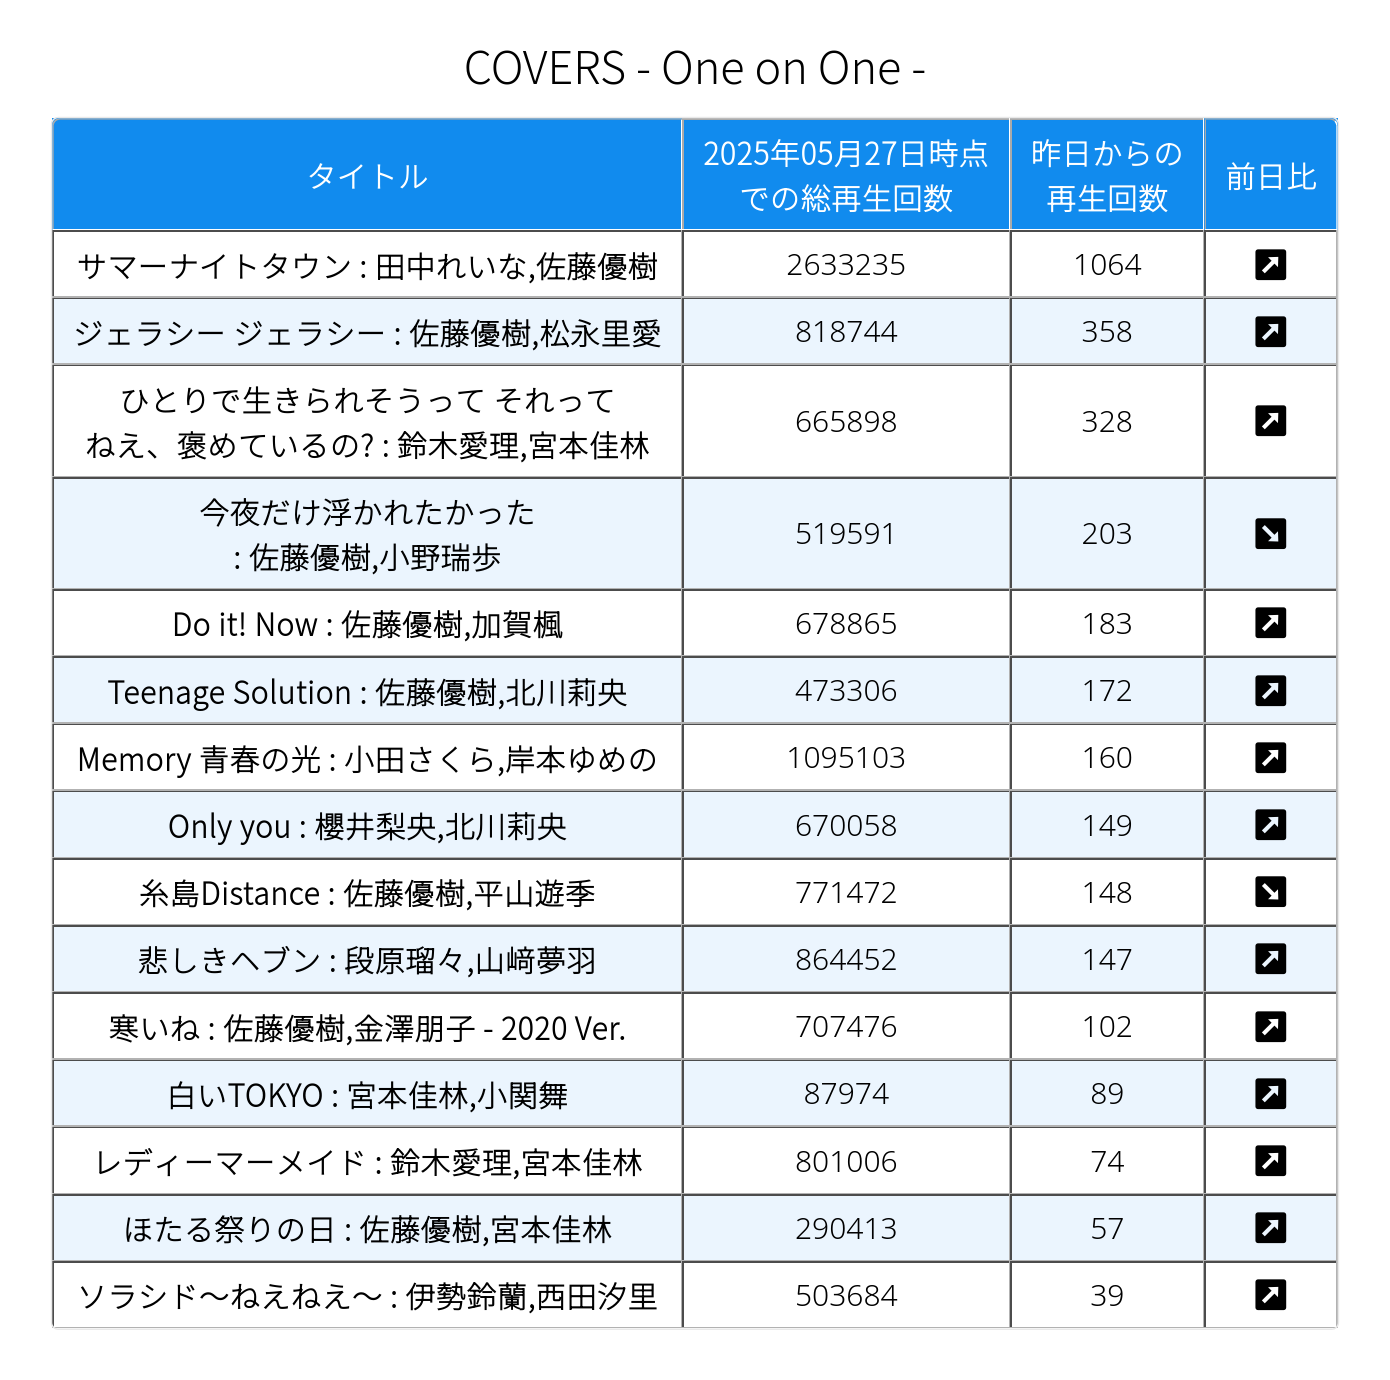 COVERS - One on One -
タイトル
2025年05月27日時点
での総再生回数
昨日からの
再生回数
前日比
サマーナイトタウン : 田中れいな,佐藤優樹
2633235
1064
ジェラシー ジェラシー : 佐藤優樹,松永里愛
818744
358
ひとりで生きられそうって それって
ねえ、褒めているの? : 鈴木愛理,宮本佳林
665898
328
今夜だけ浮かれたかった
: 佐藤優樹,小野瑞歩
519591
203
Do it! Now : 佐藤優樹,加賀楓
678865
183
Teenage Solution : 佐藤優樹,北川莉央
473306
172
Memory 青春の光 : 小田さくら,岸本ゆめの
1095103
160
Only you : 櫻井梨央,北川莉央
670058
149
糸島Distance : 佐藤優樹,平山遊季
771472
148
悲しきヘブン : 段原瑠々,山﨑夢羽
864452
147
寒いね : 佐藤優樹,金澤朋子 - 2020 Ver.
707476
102
白いTOKYO : 宮本佳林,小関舞
87974
89
レディーマーメイド : 鈴木愛理,宮本佳林
801006
74
ほたる祭りの日 : 佐藤優樹,宮本佳林
290413
57
ソラシド～ねえねえ～ : 伊勢鈴蘭,西田汐里
503684
39